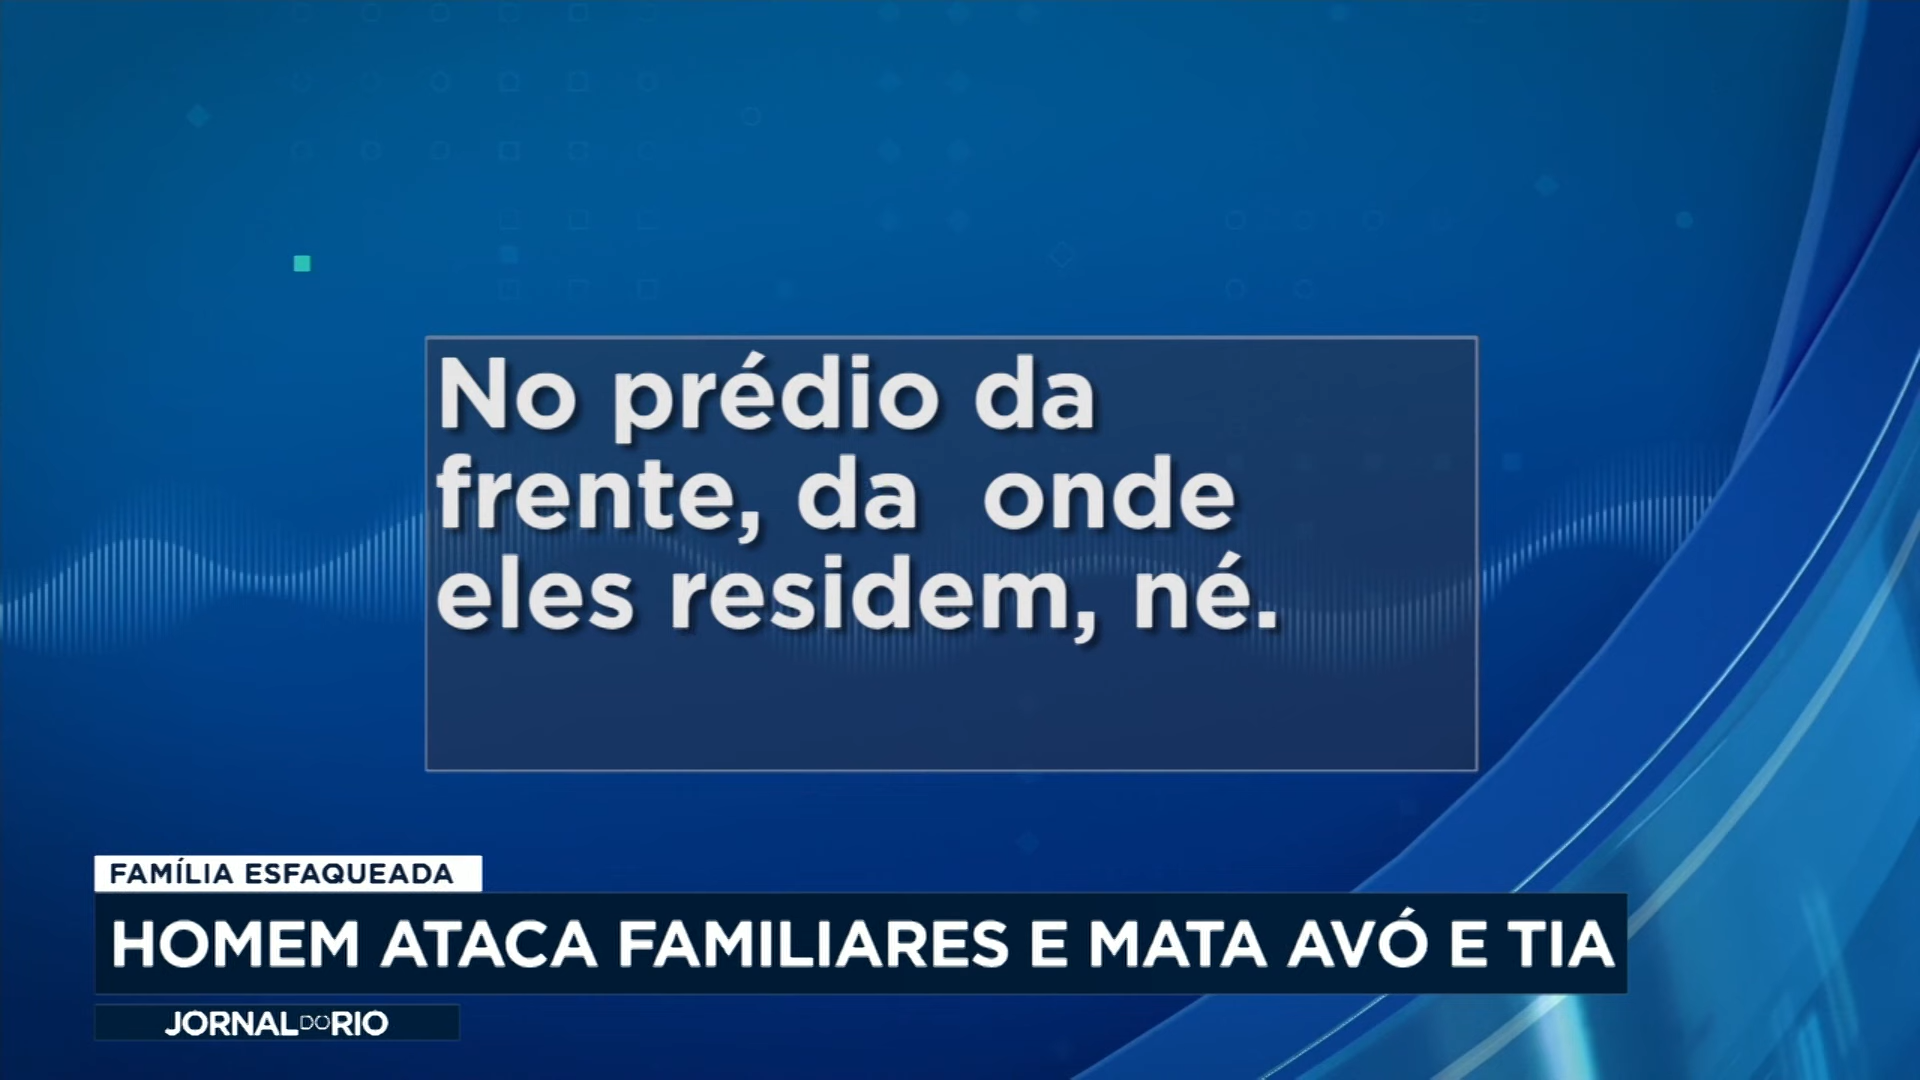 No prédio da
frente, da  onde
eles residem, né.
FAMÍLIA ESFAQUEADA
HOMEM ATACA FAMILIARES E MATA AVÓ E TIA
JORNAL DO RIO